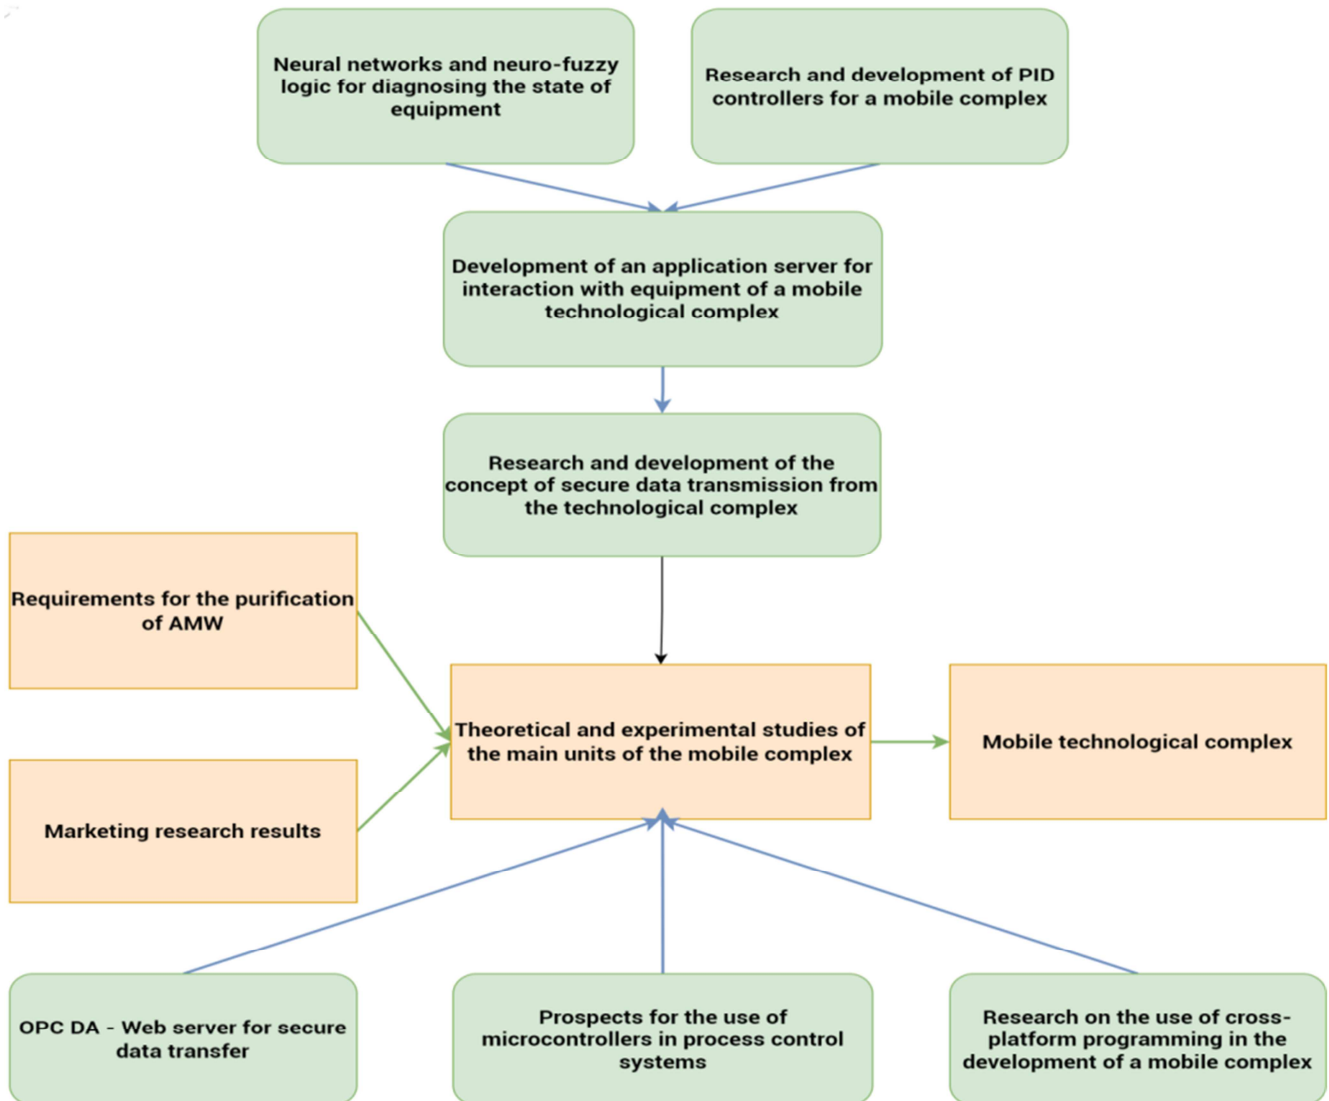 Neural networks and neuro-fuzzy
logic for diagnosing the state of
equipment
Research and development of PID
controllers for a mobile complex
Development of an application server for
interaction with equipment of a mobile
technological complex
Research and development of the
concept of secure data transmission from
the technological complex
Requirements for the purification
of AMW
Theoretical and experimental studies of
the main units of the mobile complex
Mobile technological complex
Marketing research results
OPC DA - Web server for secure
data transfer
Prospects for the use of
microcontrollers in process control
systems
Research on the use of cross-
platform programming in the
development of a mobile complex